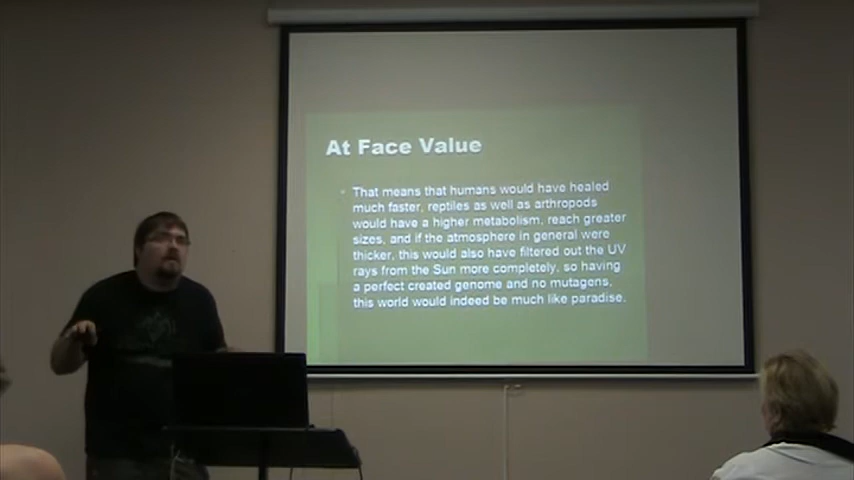 At Face Value
That means that humans would have healed
much faster, reptiles as well as arthropods
would have a higher metabolism, reach greater
sizes, and if the atmosphere in general were
thicker, this would also have filtered out the UV
rays from the Sun more completely, so having
a perfect created genome and no mutagens,
this world would indeed be much like paradise.